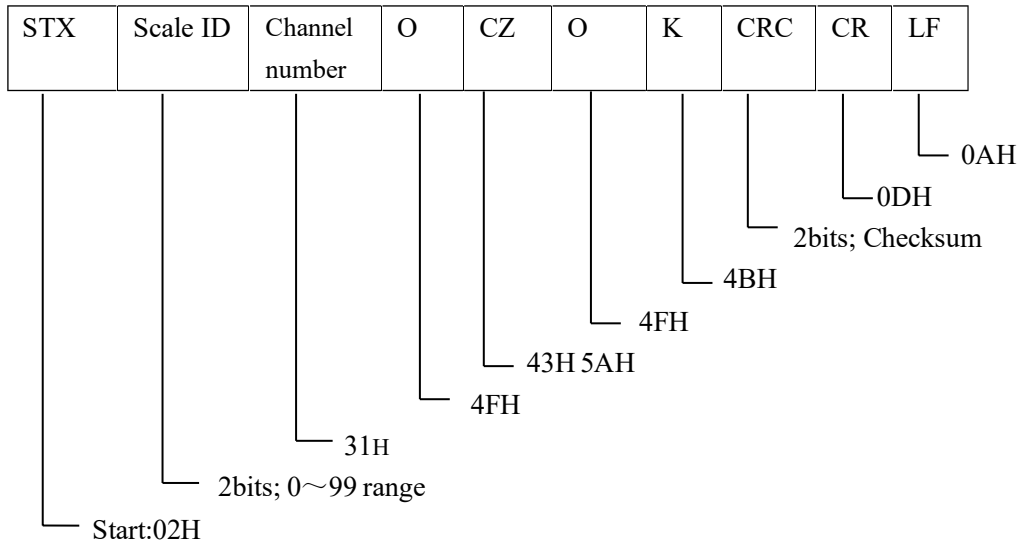 STX Scale ID Channel number O CZ O K CRC CR LF
0AH
0DH
2bits; Checksum
4BH
4FH
43H 5AH
4FH
31H
2bits; 0～99 range
Start:02H